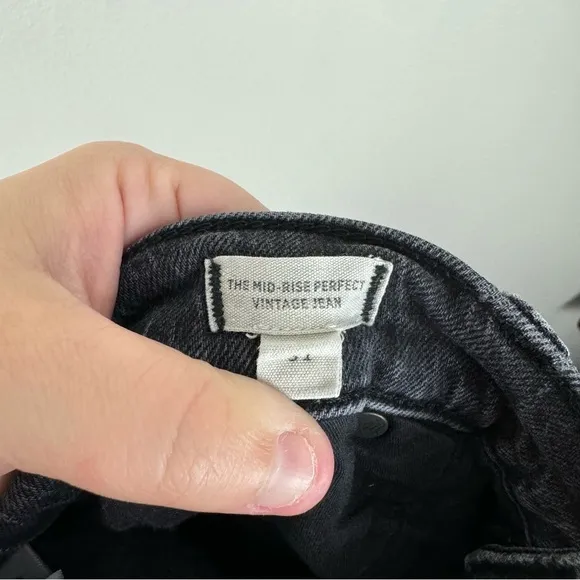 THE MID-RISE PERFECT
VINTAGE JEAN